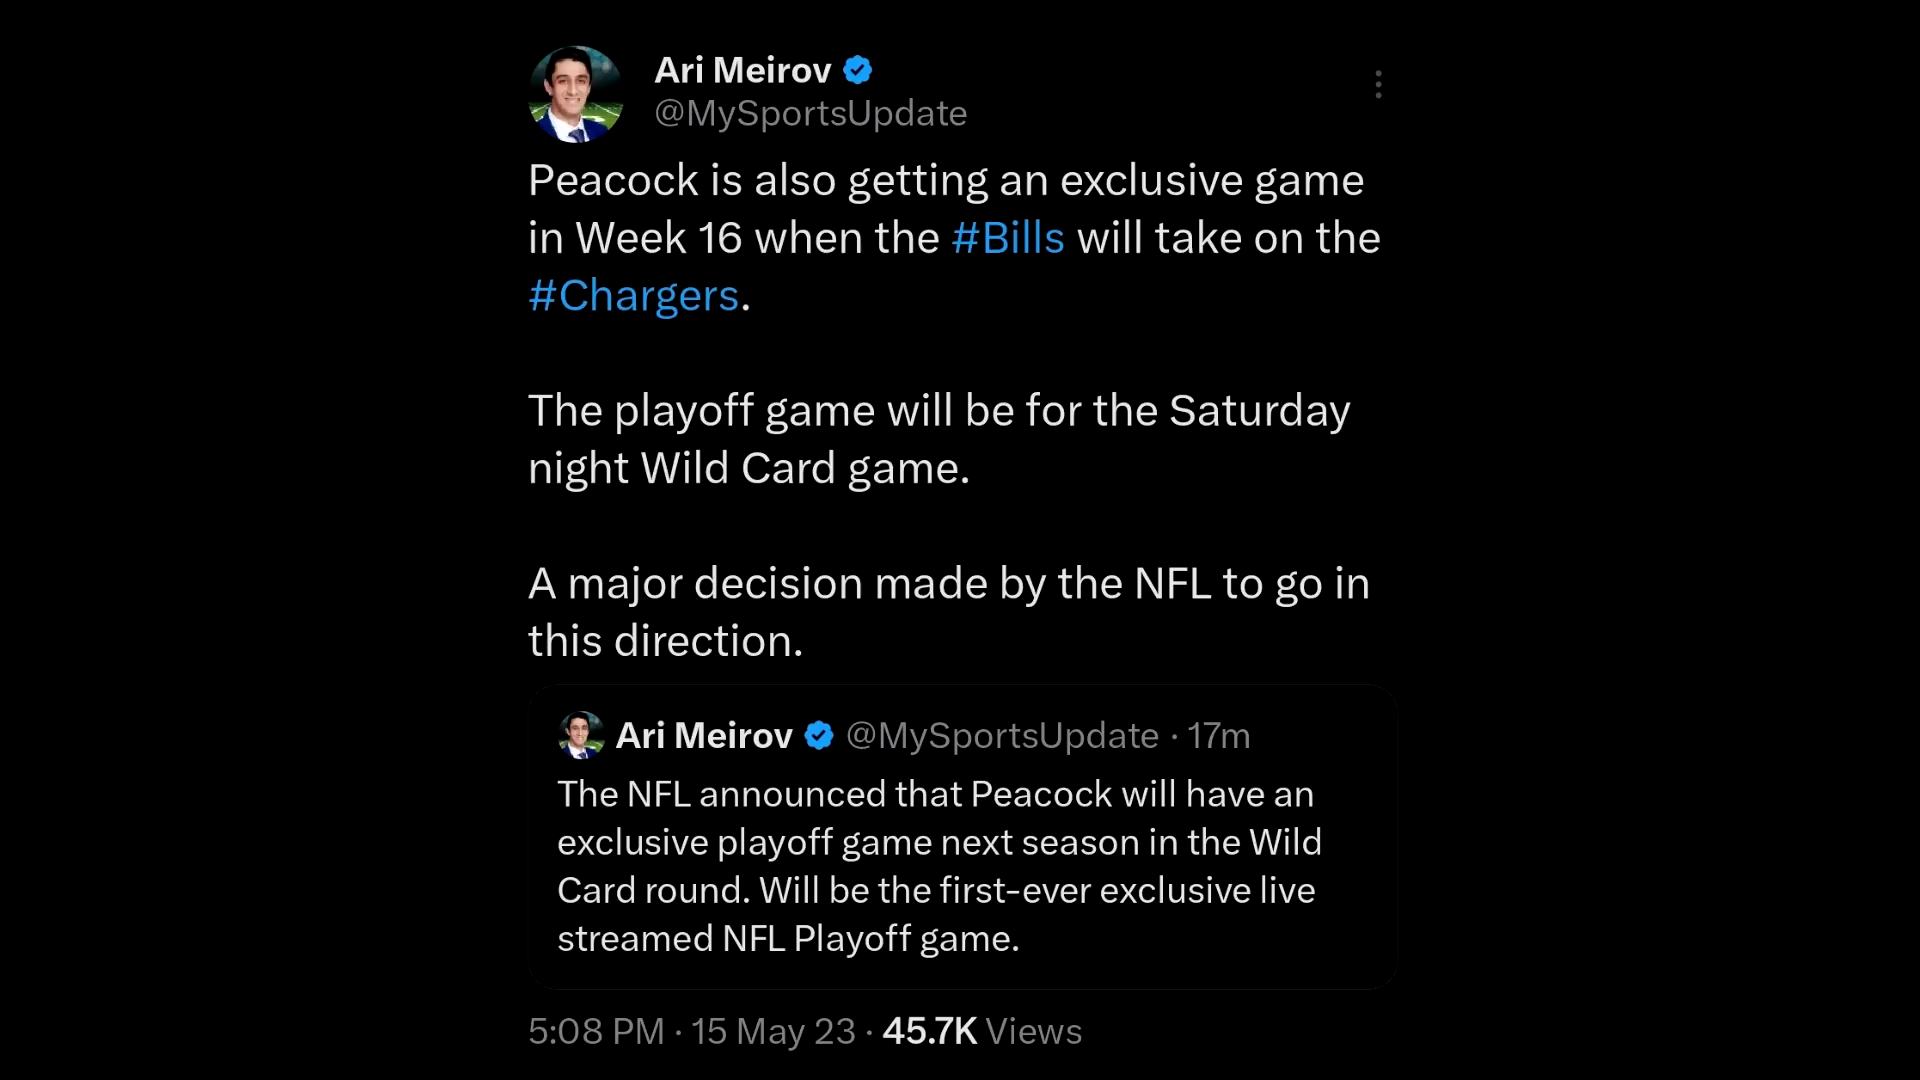 Ari Meirov
@MySportsUpdate
Peacock is also getting an exclusive game
in Week 16 when the #Bills will take on the
#Chargers.
The playoff game will be for the Saturday
night Wild Card game.
A major decision made by the NFL to go in
this direction.
Ari Meirov @MySportsUpdate · 17m
The NFL announced that Peacock will have an
exclusive playoff game next season in the Wild
Card round. Will be the first-ever exclusive live
streamed NFL Playoff game.
5:08 PM · 15 May 23 · 45.7K Views